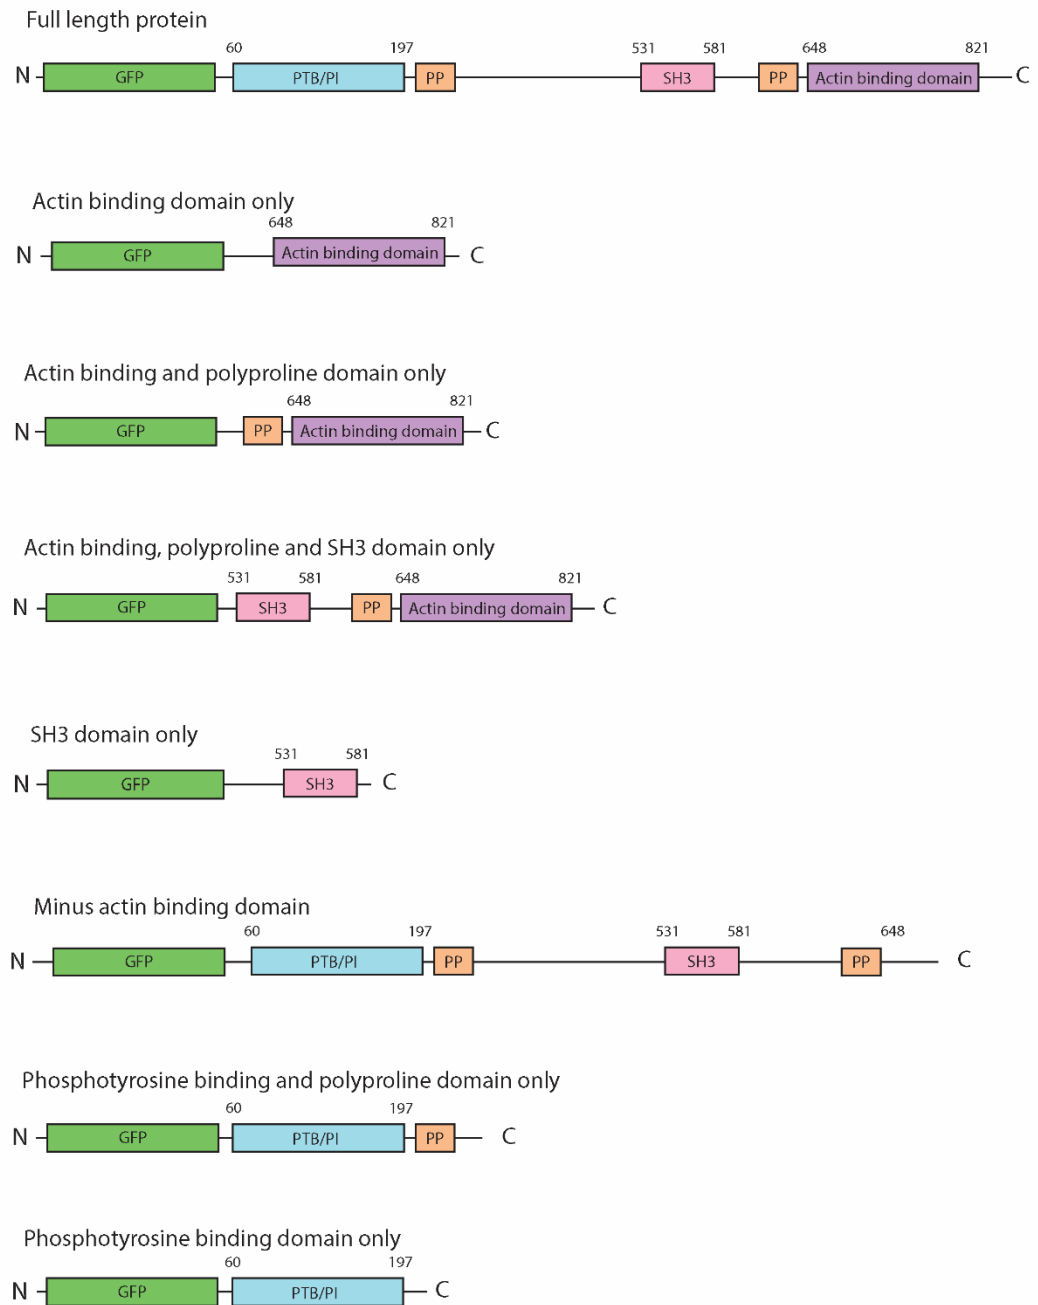 Full length protein
60 197 531 581 648 821
N GFP PTB/PI PP SH3 PP Actin binding domain C
Actin binding domain only
648 821
N GFP Actin binding domain C
Actin binding and polyproline domain only
648 821
N GFP PP Actin binding domain C
Actin binding, polyproline and SH3 domain only
531 581 648 821
N GFP SH3 PP Actin binding domain C
SH3 domain only
531 581
N GFP SH3 C
Minus actin binding domain
60 197 531 581 648
N GFP PTB/PI PP SH3 PP C
Phosphotyrosine binding and polyproline domain only
60 197
N GFP PTB/PI PP C
Phosphotyrosine binding domain only
60 197
N GFP PTB/PI C